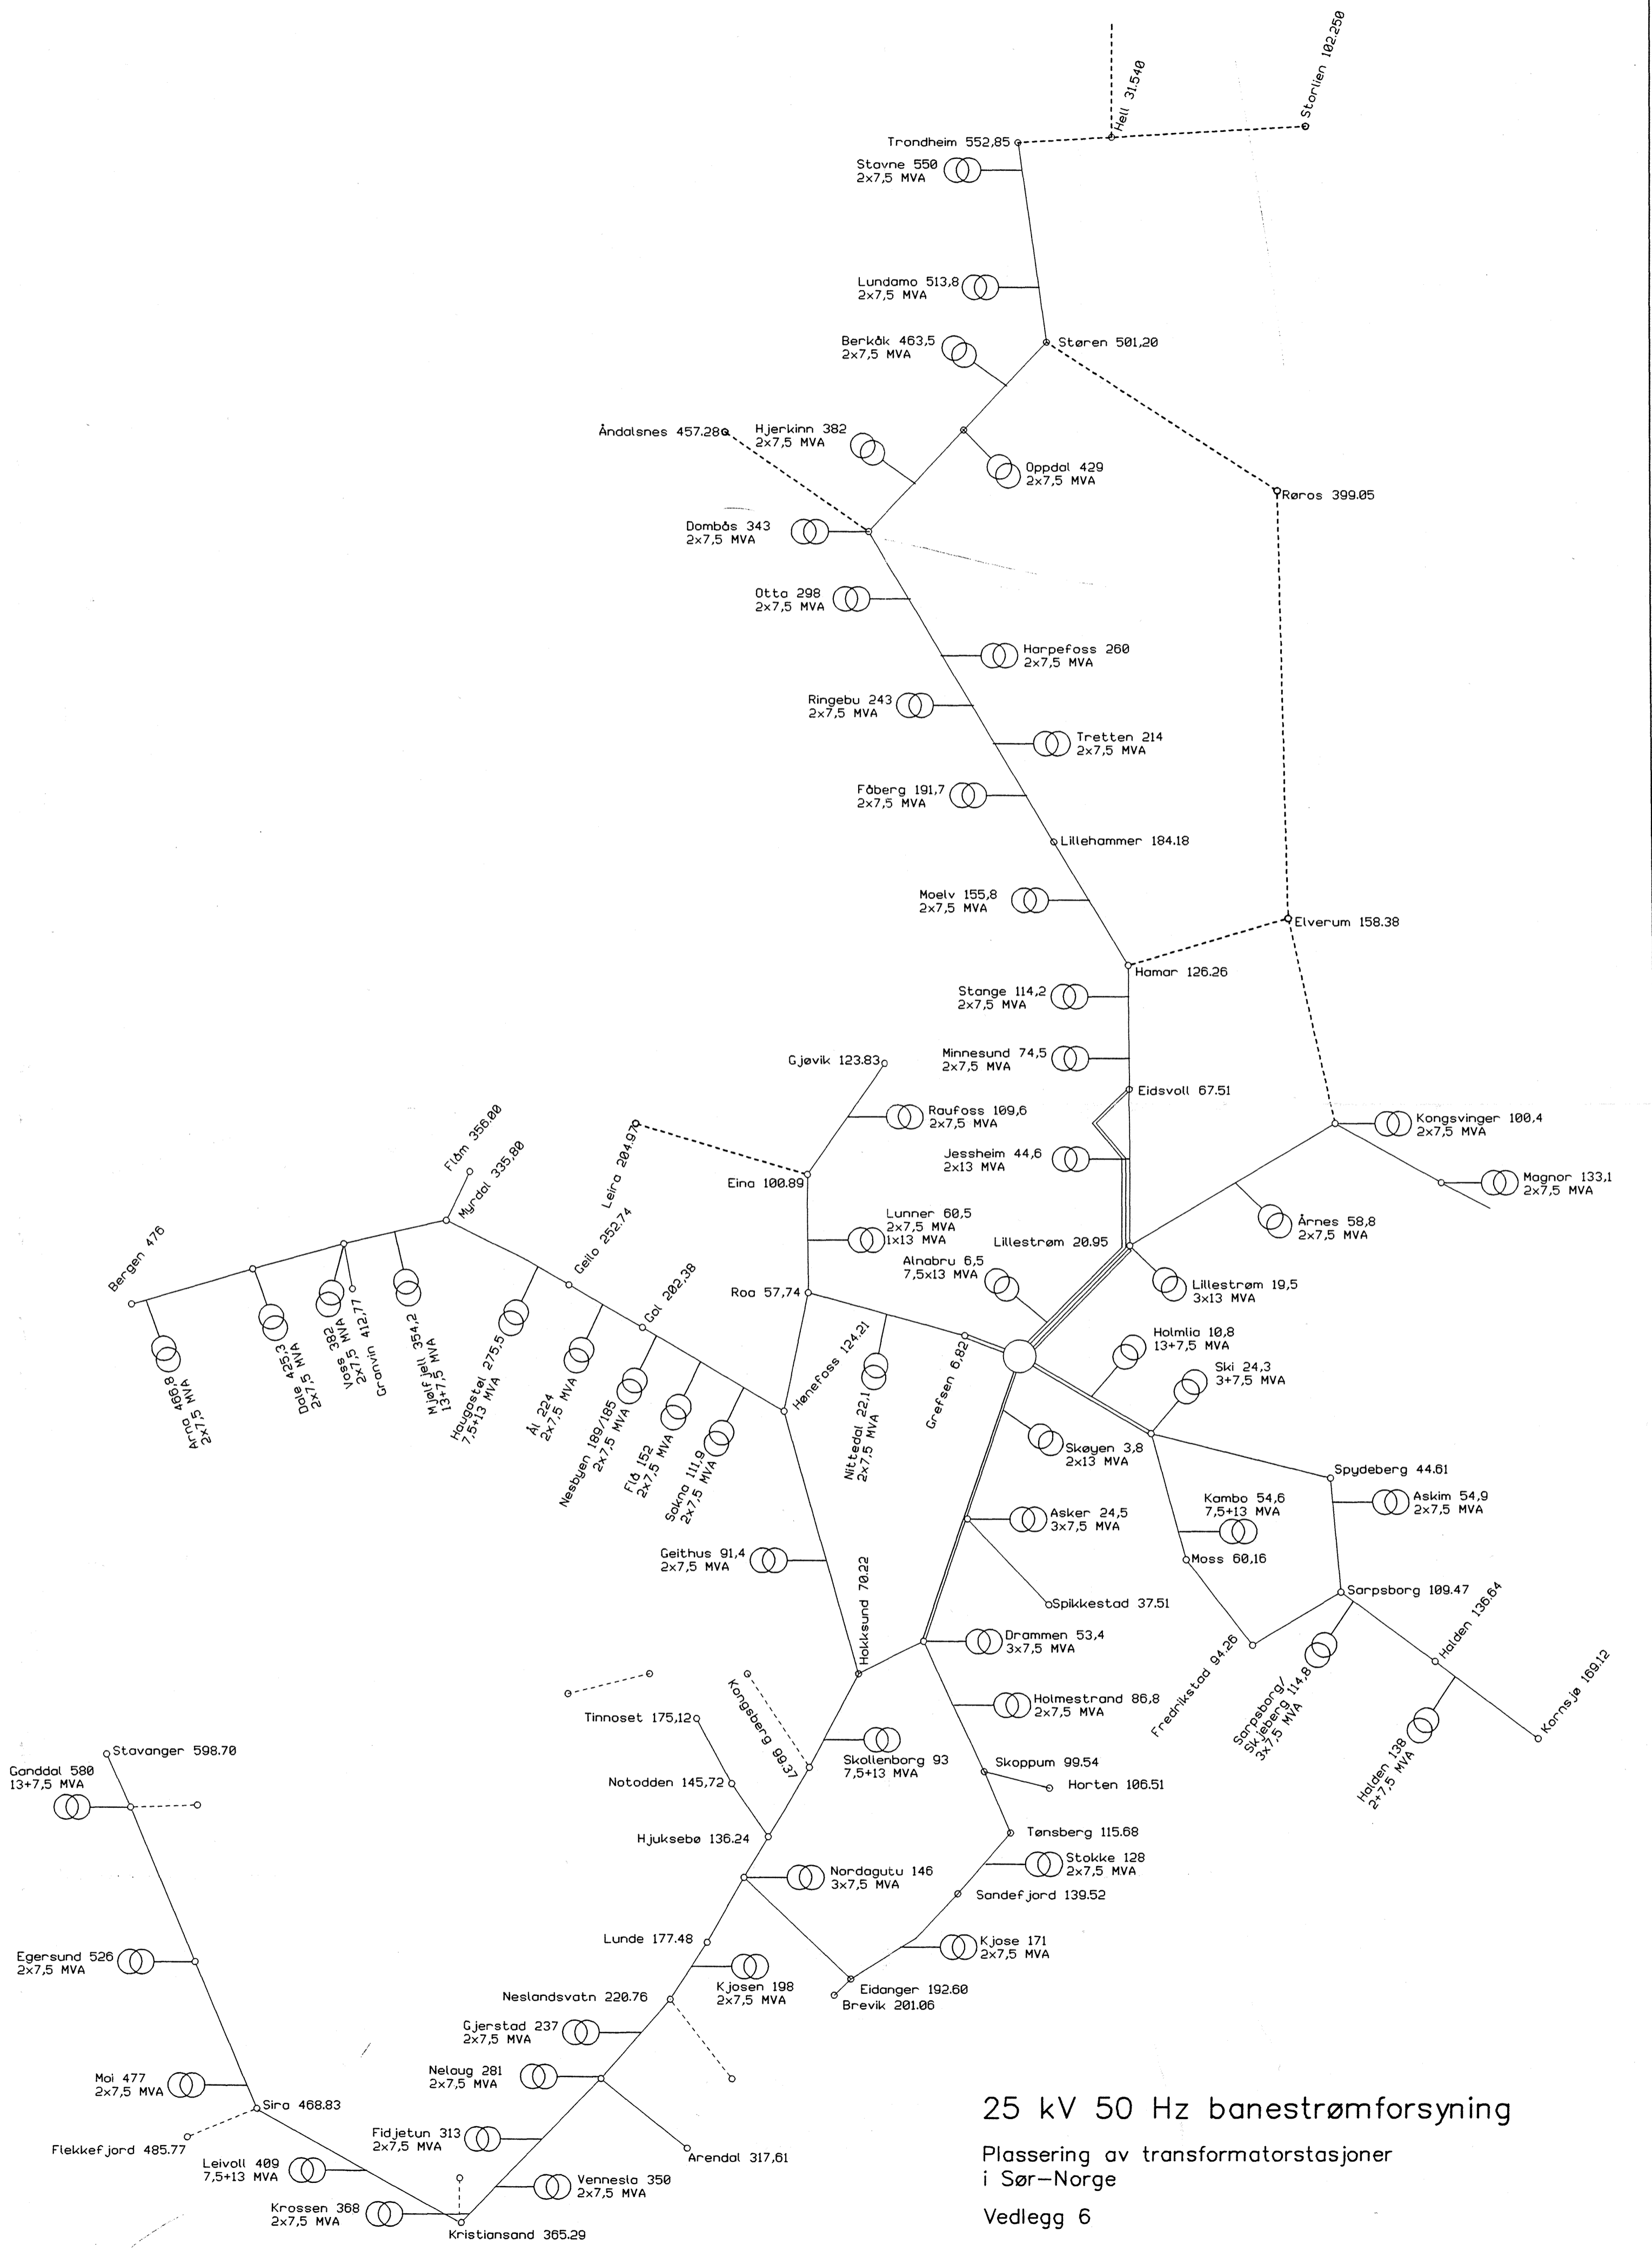 Storlien 102.250
Hell 31.540
Trondheim 552,85
Stavne 550
2x7,5 MVA
Lundamo 513,8
2x7,5 MVA
Berkåk 463,5
2x7,5 MVA
Støren 501,20
Åndalsnes 457.28
Hjerkinn 382
2x7,5 MVA
Oppdal 429
2x7,5 MVA
Røros 399.05
Dombås 343
2x7,5 MVA
Otta 298
2x7,5 MVA
Harpefoss 260
2x7,5 MVA
Ringebu 243
2x7,5 MVA
Tretten 214
2x7,5 MVA
Fåberg 191,7
2x7,5 MVA
Lillehammer 184.18
Moelv 155,8
2x7,5 MVA
Elverum 158.38
Hamar 126.26
Stange 114,2
2x7,5 MVA
Minnesund 74,5
2x7,5 MVA
Gjøvik 123.83
Eidsvoll 67.51
Raufoss 109,6
2x7,5 MVA
Kongsvinger 100,4
2x7,5 MVA
Jessheim 44,6
2x13 MVA
Magnor 133,1
2x7,5 MVA
Flåm 356.00
Myrdal 335,80
Leira 204.97
Eina 100.89
Årnes 58,8
2x7,5 MVA
Lunner 60,5
2x7,5 MVA
1x13 MVA
Lillestrøm 20.95
Alnabru 6,5
7,5x13 MVA
Lillestrøm 19,5
3x13 MVA
Bergen 476
Geilo 252.74
Gol 202,38
Roa 57,74
Arna 466,8
2x7,5 MVA
Dale 425,3
2x7,5 MVA
Voss 382
2x7,5 MVA
Granvin 412,77
Mjølfjell 354,2
13+7,5 MVA
Haugastøl 275,5
7,5+13 MVA
Ål 224
2x7,5 MVA
Nesbyen 189/185
2x7,5 MVA
Flå 152
2x7,5 MVA
Sokna 111,9
2x7,5 MVA
Hønefoss 124.21
Nittedal 22,1
2x7,5 MVA
Grefsen 6,82
Holmlia 10,8
13+7,5 MVA
Ski 24,3
3+7,5 MVA
Skøyen 3,8
2x13 MVA
Spydeberg 44.61
Kambo 54,6
7,5+13 MVA
Askim 54,9
2x7,5 MVA
Asker 24,5
3x7,5 MVA
Geithus 91,4
2x7,5 MVA
Moss 60,16
Hokksund 70.22
Spikkestad 37.51
Sarpsborg 109.47
Halden 136.64
Drammen 53,4
3x7,5 MVA
Fredrikstad 94.26
Sarpsborg/
Skjeberg 114,8
3x7,5 MVA
Kornsjø 169.12
Halden 138
2+7,5 MVA
Kongsberg 99.37
Holmestrand 86,8
2x7,5 MVA
Tinnoset 175,12
Skollenborg 93
7,5+13 MVA
Skoppum 99.54
Horten 106.51
Stavanger 598.70
Ganddal 580
13+7,5 MVA
Notodden 145,72
Hjuksebø 136.24
Tønsberg 115.68
Stokke 128
2x7,5 MVA
Nordagutu 146
3x7,5 MVA
Sandefjord 139.52
Lunde 177.48
Kjose 171
2x7,5 MVA
Egersund 526
2x7,5 MVA
Kjosen 198
2x7,5 MVA
Eidanger 192.60
Brevik 201.06
Neslandsvatn 220.76
Gjerstad 237
2x7,5 MVA
Nelaug 281
2x7,5 MVA
Moi 477
2x7,5 MVA
Sira 468.83
Flekkefjord 485.77
Fidjetun 313
2x7,5 MVA
Arendal 317,61
Leivoll 409
7,5+13 MVA
Vennesla 350
2x7,5 MVA
Krossen 368
2x7,5 MVA
Kristiansand 365.29
25 kV 50 Hz banestrømforsyning
Plassering av transformatorstasjoner
i Sør-Norge
Vedlegg 6